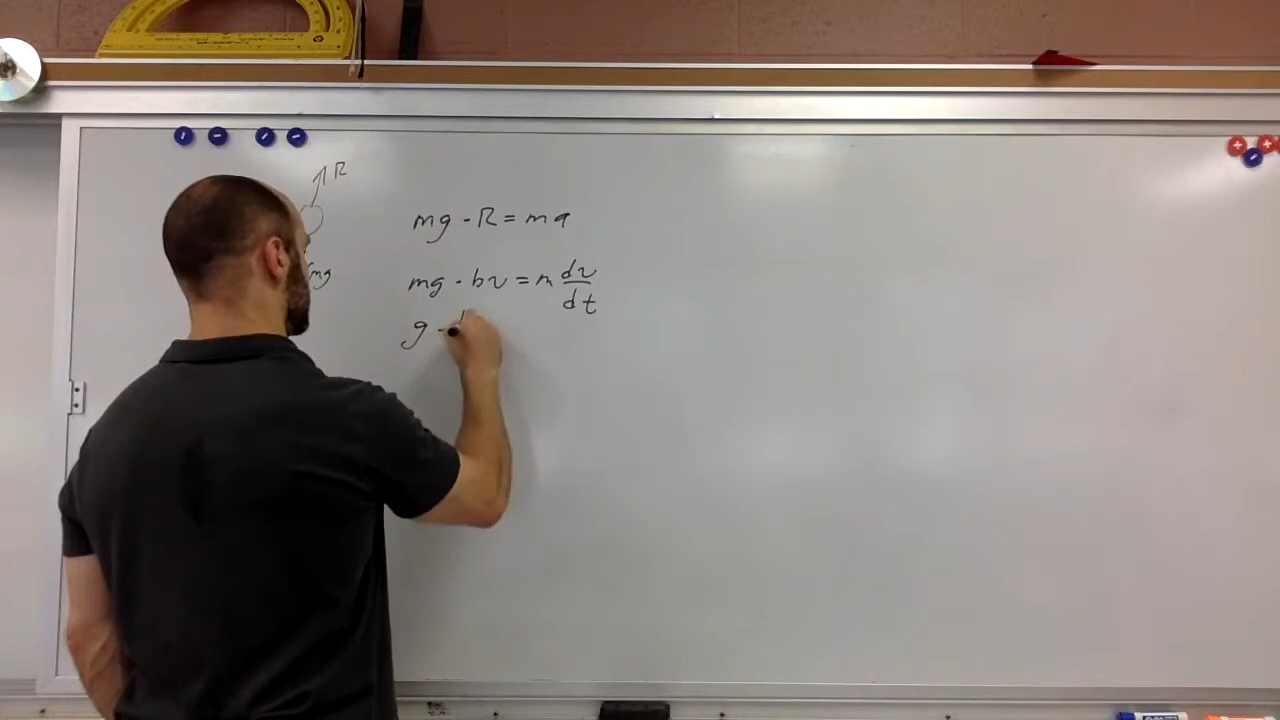 R
mg
mg - R = ma
mg - bv = m dv/dt
g -